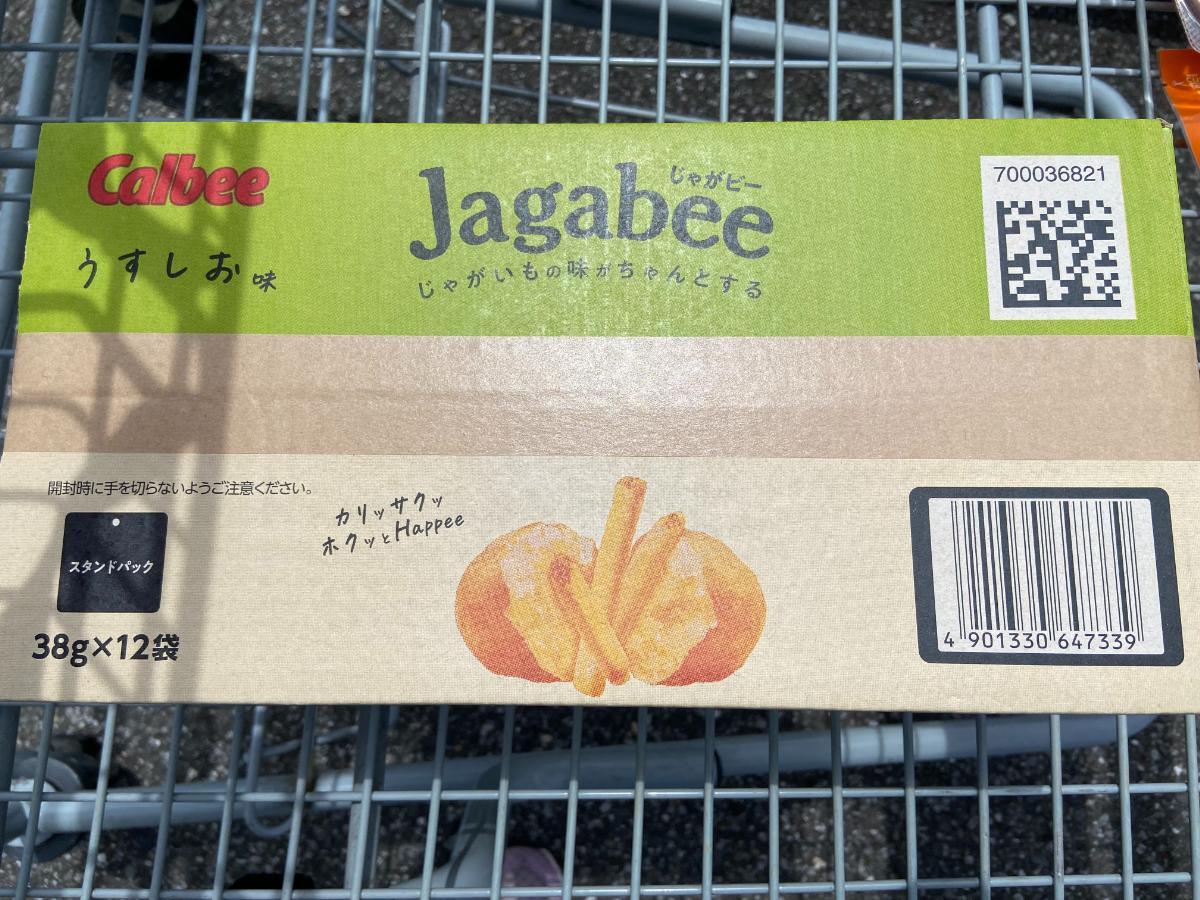 Calbee
うすしお味
じゃがビー
Jagabee
じゃがいもの味がちゃんとする
700036821
開封時に手を切らないようご注意ください。
スタンドパック
38g×12袋
カリッサクッ
ホクッとHappee
4 901330 647339